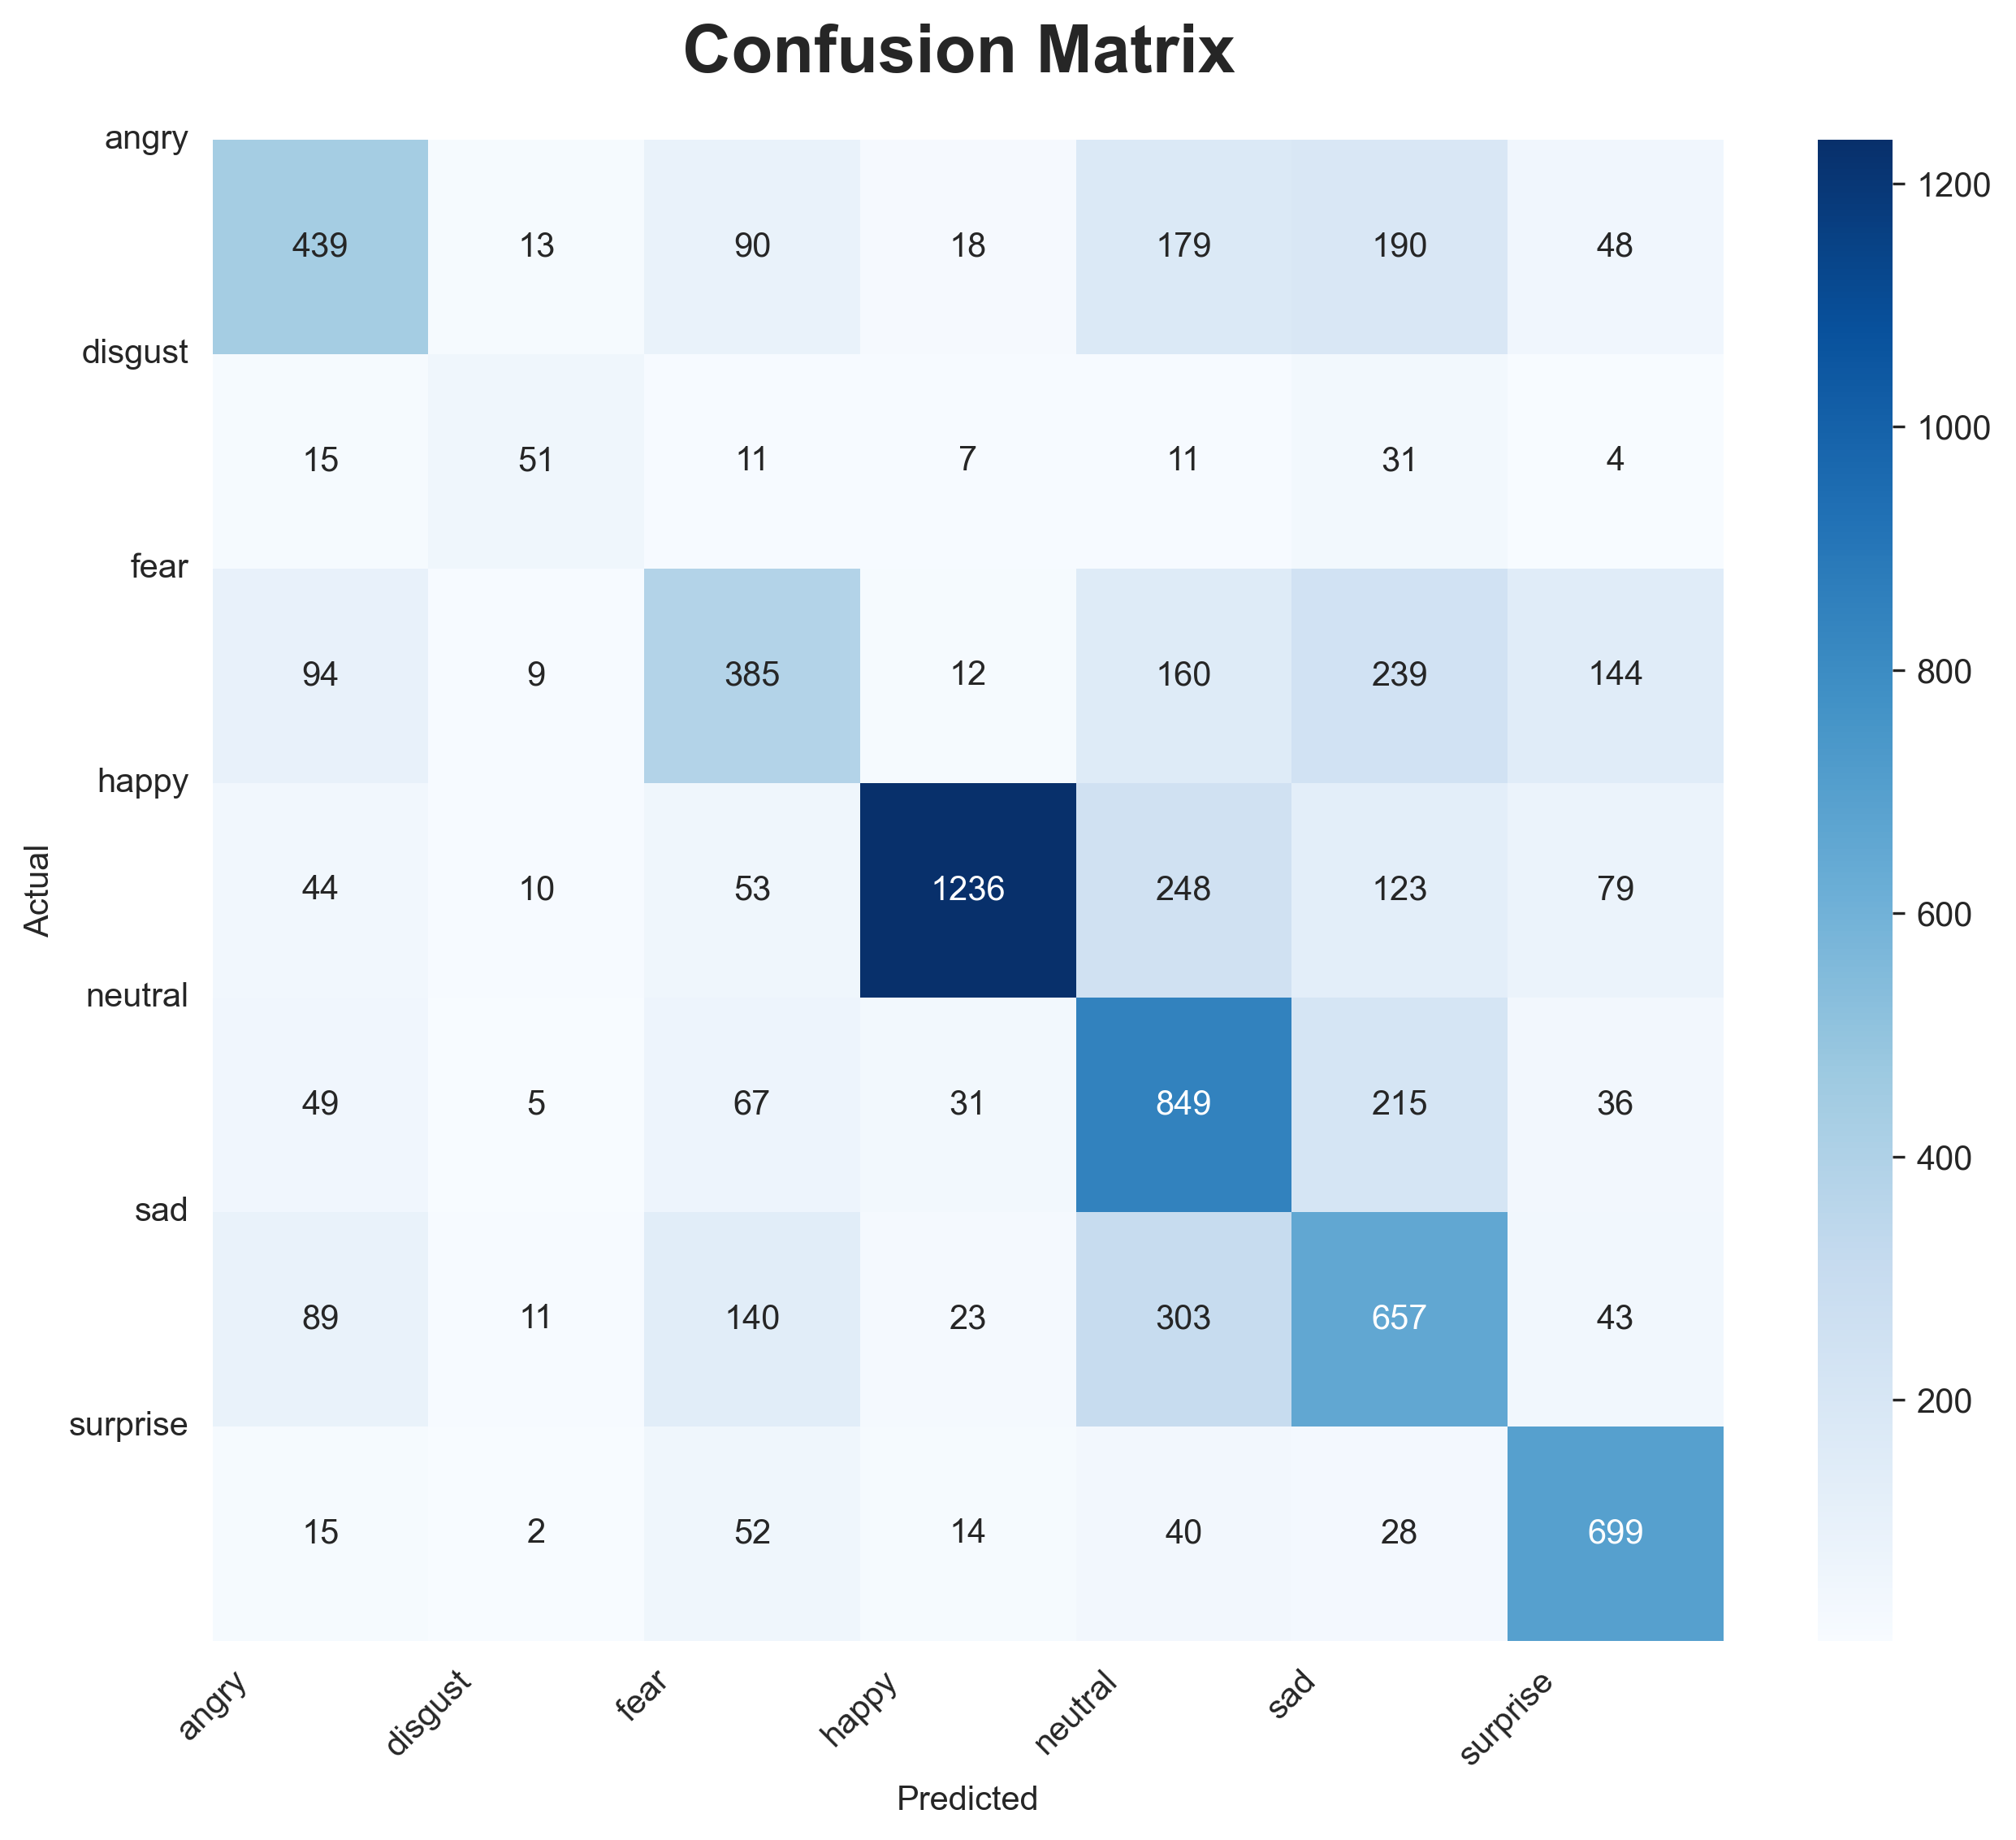 Confusion Matrix
angry
439 13 90 18 179 190 48
disgust
15 51 11 7 11 31 4
fear
94 9 385 12 160 239 144
happy
44 10 53 1236 248 123 79
neutral
49 5 67 31 849 215 36
sad
89 11 140 23 303 657 43
surprise
15 2 52 14 40 28 699
Actual
angry disgust fear happy neutral sad surprise
Predicted
1200
1000
800
600
400
200